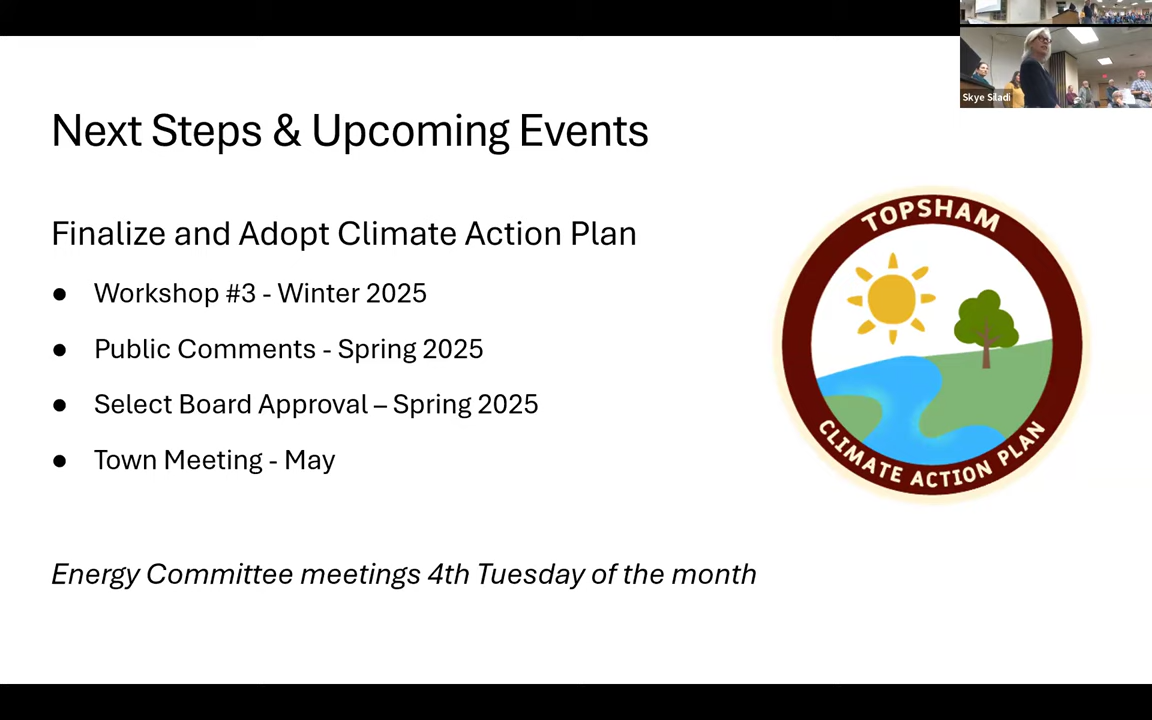 Skye Siladi
Next Steps & Upcoming Events
Finalize and Adopt Climate Action Plan
● Workshop #3 - Winter 2025
● Public Comments - Spring 2025
● Select Board Approval – Spring 2025
● Town Meeting - May
Energy Committee meetings 4th Tuesday of the month
TOPSHAM
CLIMATE ACTION PLAN